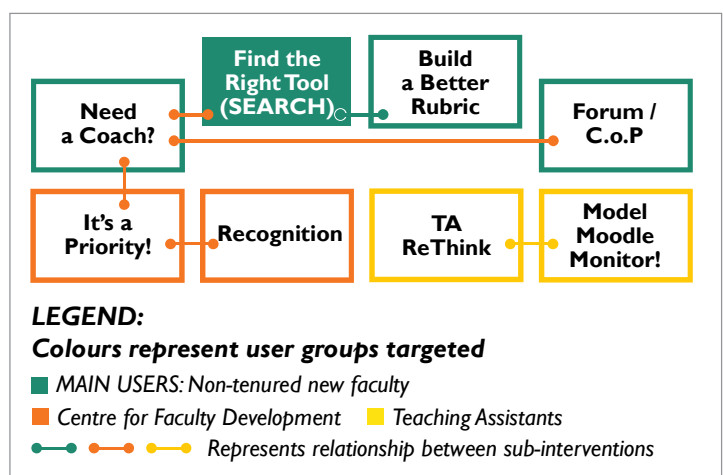 Find the
Right Tool
(SEARCH)
Build
a Better
Rubric
Need
a Coach?
Forum /
C.o.P
It's a
Priority!
Recognition
TA
ReThink
Model
Moodle
Monitor!
LEGEND:
Colours represent user groups targeted
MAIN USERS: Non-tenured new faculty
Centre for Faculty Development Teaching Assistants
Represents relationship between sub-interventions